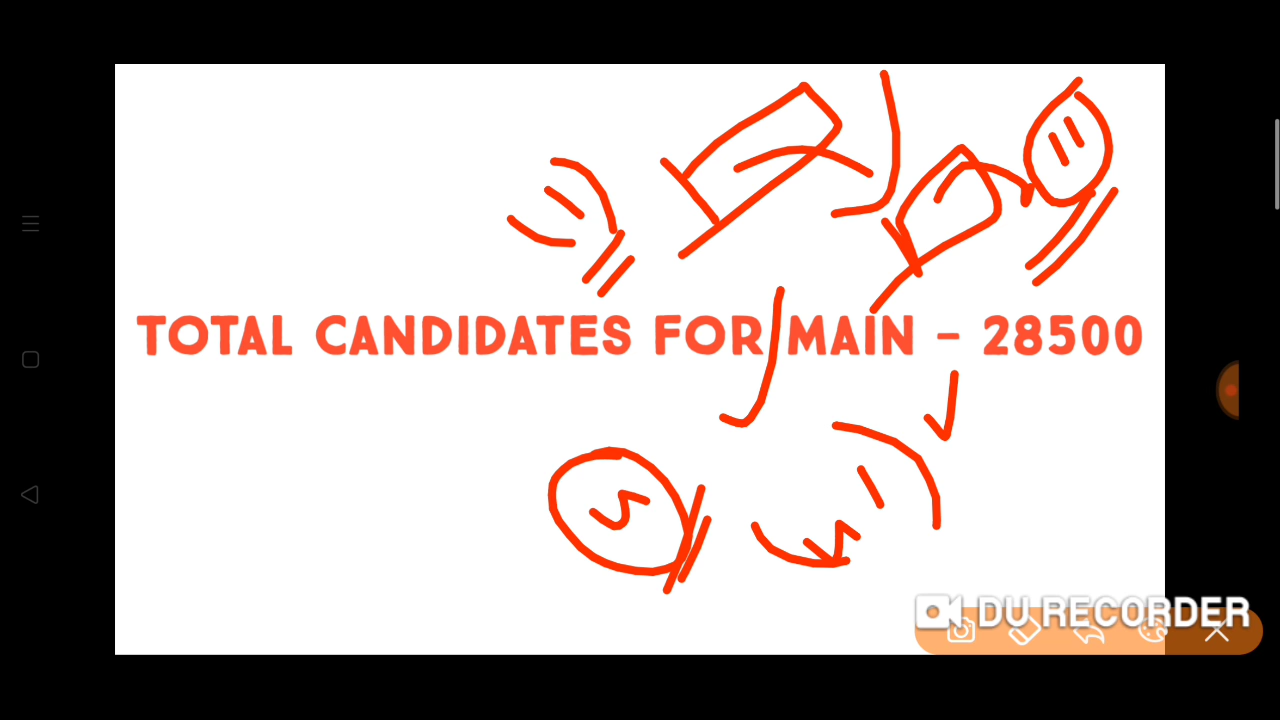 TOTAL CANDIDATES FOR MAIN - 28500
DU RECORDER